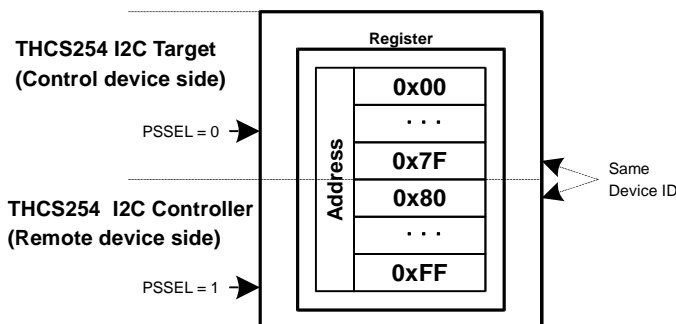 THCS254 I2C Target
(Control device side)
PSSEL = 0
THCS254 I2C Controller
(Remote device side)
PSSEL = 1
Register
Address
0x00
. . .
0x7F
0x80
. . .
0xFF
Same
Device ID